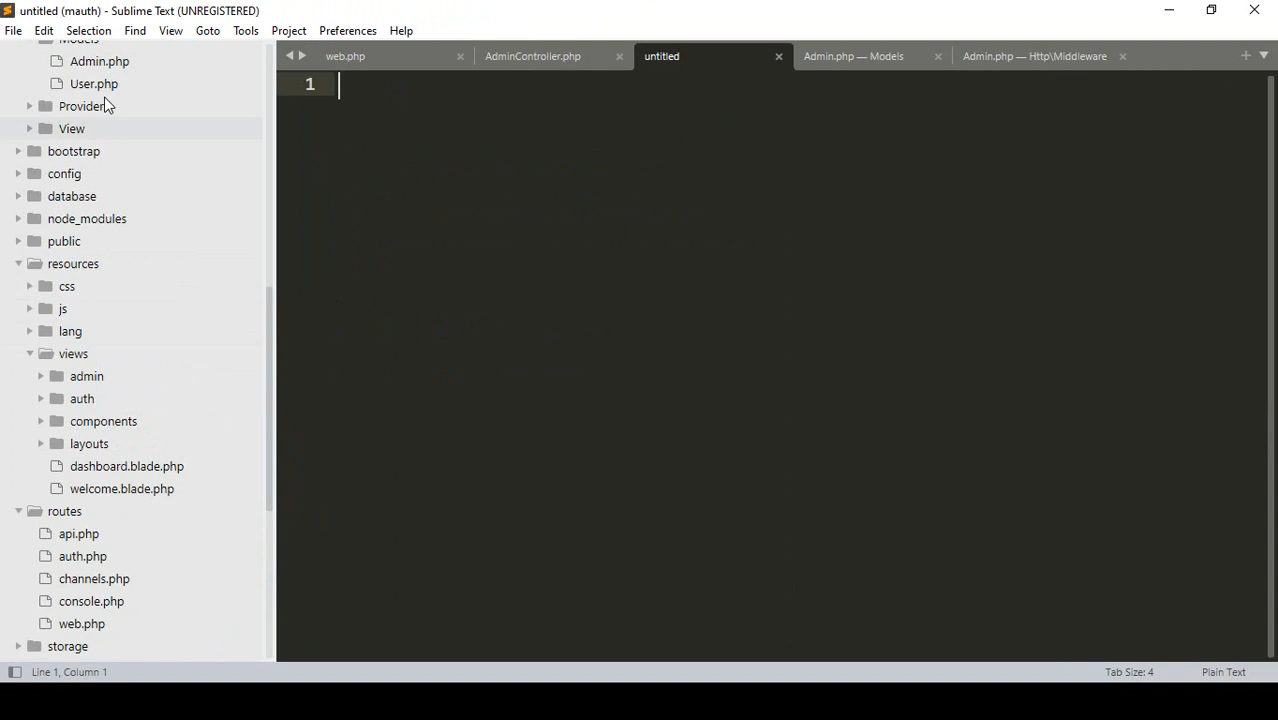 untitled (mauth) - Sublime Text (UNREGISTERED)
File Edit Selection Find View Goto Tools Project Preferences Help
web.php AdminController.php untitled Admin.php — Models Admin.php — Http\Middleware
1
Models
Admin.php
User.php
Provider
View
bootstrap
config
database
node_modules
public
resources
css
js
lang
views
admin
auth
components
layouts
dashboard.blade.php
welcome.blade.php
routes
api.php
auth.php
channels.php
console.php
web.php
storage
Line 1, Column 1 Tab Size: 4 Plain Text